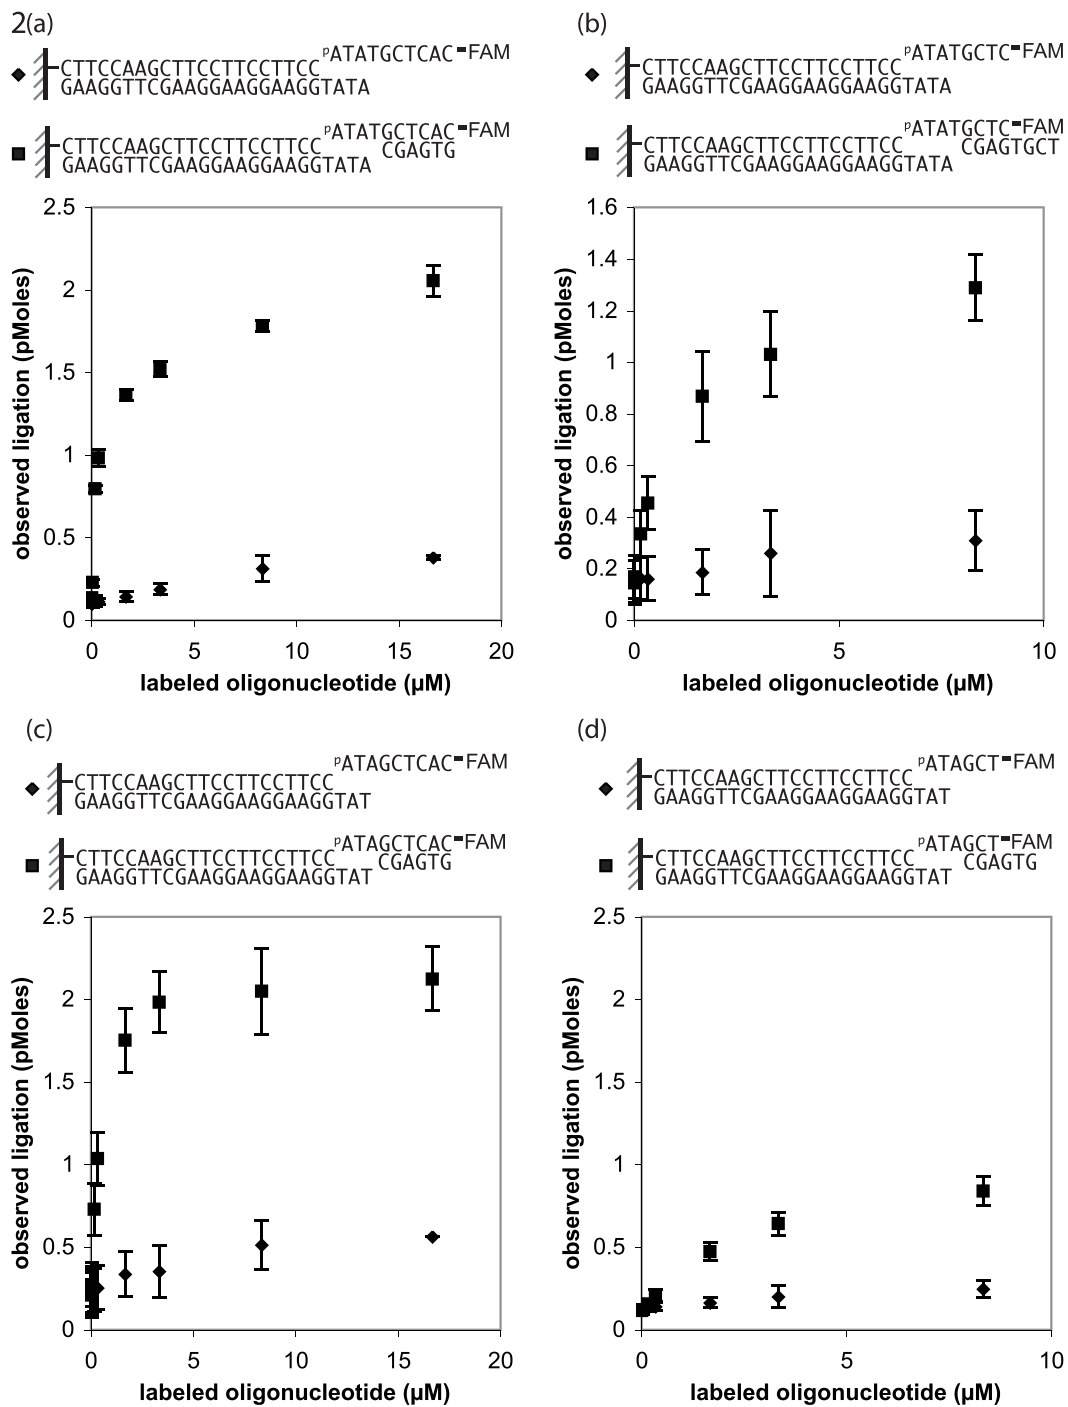 2(a)
pATATGCTCAC-FAM
CTTCCAAGCTTCCTTCCTTCC
GAAGGTTCGAAGGAAGGAAGGTATA
pATATGCTCAC-FAM
CTTCCAAGCTTCCTTCCTTCC
CGAGTG
GAAGGTTCGAAGGAAGGAAGGTATA
2.5
2
1.5
1
0.5
0
observed ligation (pMoles)
0 5 10 15 20
labeled oligonucleotide (µM)
(b)
pATATGCTC-FAM
CTTCCAAGCTTCCTTCCTTCC
GAAGGTTCGAAGGAAGGAAGGTATA
pATATGCTC-FAM
CTTCCAAGCTTCCTTCCTTCC
CGAGTGCT
GAAGGTTCGAAGGAAGGAAGGTATA
1.6
1.4
1.2
1
0.8
0.6
0.4
0.2
0
observed ligation (pMoles)
0 5 10
labeled oligonucleotide (µM)
(c)
pATAGCTCAC-FAM
CTTCCAAGCTTCCTTCCTTCC
GAAGGTTCGAAGGAAGGAAGGTAT
pATAGCTCAC-FAM
CTTCCAAGCTTCCTTCCTTCC
CGAGTG
GAAGGTTCGAAGGAAGGAAGGTAT
2.5
2
1.5
1
0.5
0
observed ligation (pMoles)
0 5 10 15 20
labeled oligonucleotide (µM)
(d)
pATAGCT-FAM
CTTCCAAGCTTCCTTCCTTCC
GAAGGTTCGAAGGAAGGAAGGTAT
pATAGCT-FAM
CTTCCAAGCTTCCTTCCTTCC
CGAGTG
GAAGGTTCGAAGGAAGGAAGGTAT
2.5
2
1.5
1
0.5
0
observed ligation (pMoles)
0 5 10
labeled oligonucleotide (µM)